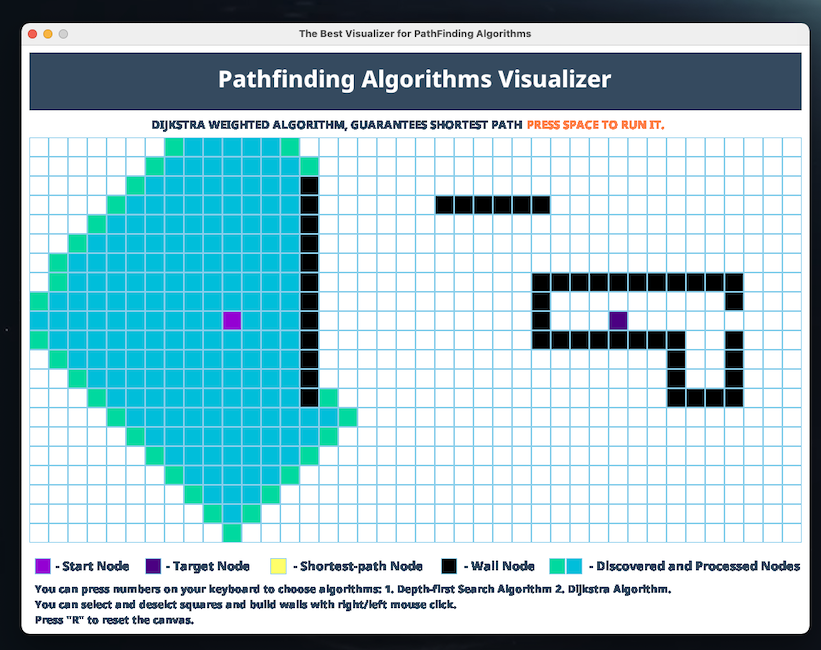 The Best Visualizer for PathFinding Algorithms
Pathfinding Algorithms Visualizer
DIJKSTRA WEIGHTED ALGORITHM, GUARANTEES SHORTEST PATH PRESS SPACE TO RUN IT.
- Start Node - Target Node - Shortest-path Node - Wall Node - Discovered and Processed Nodes
You can press numbers on your keyboard to choose algorithms: 1. Depth-first Search Algorithm 2. Dijkstra Algorithm.
You can select and deselct squares and build walls with right/left mouse click.
Press "R" to reset the canvas.